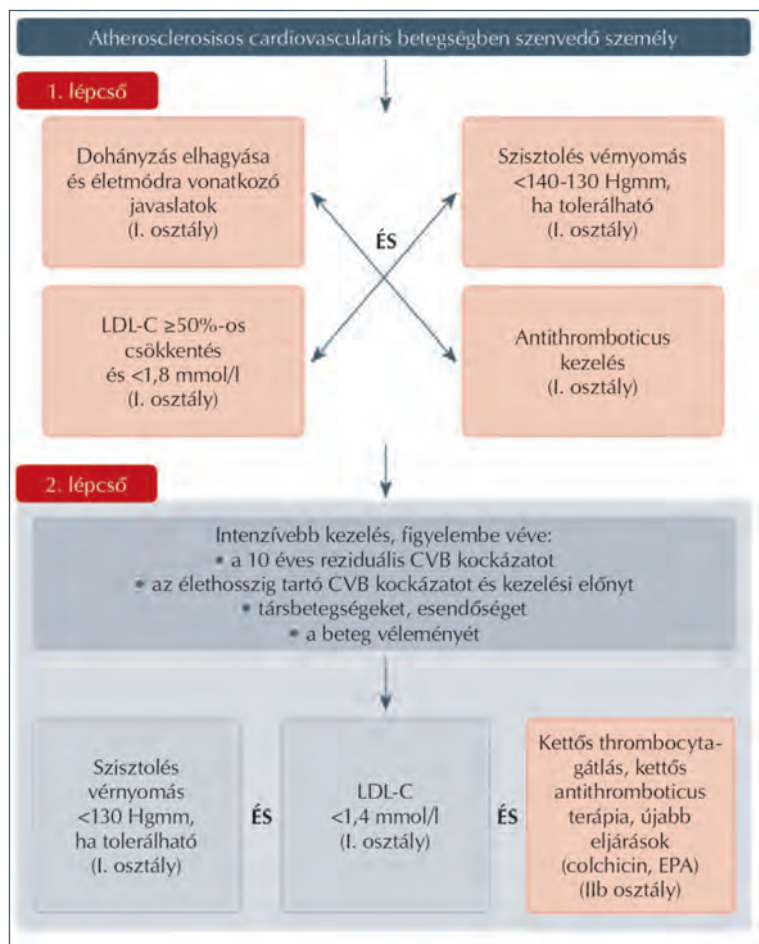 Atherosclerosisos cardiovascularis betegségben szenvedő személy
1. lépcső
Dohányzás elhagyása
és életmódra vonatkozó
javaslatok
(I. osztály)
Szisztolés vérnyomás
<140-130 Hgmm,
ha tolerálható
(I. osztály)
ÉS
LDL-C ≥50%-os
csökkentés
és <1,8 mmol/l
(I. osztály)
Antithromboticus
kezelés
(I. osztály)
2. lépcső
Intenzívebb kezelés, figyelembe véve:
• a 10 éves reziduális CVB kockázatot
• az élethosszig tartó CVB kockázatot és kezelési előnyt
• társbetegségeket, esendőséget
• a beteg véleményét
Szisztolés
vérnyomás
<130 Hgmm,
ha tolerálható
(I. osztály)
ÉS
LDL-C
<1,4 mmol/l
(I. osztály)
ÉS
Kettős thrombocyta-
gátlás, kettős
antithromboticus
terápia, újabb
eljárások
(colchicin, EPA)
(IIb osztály)